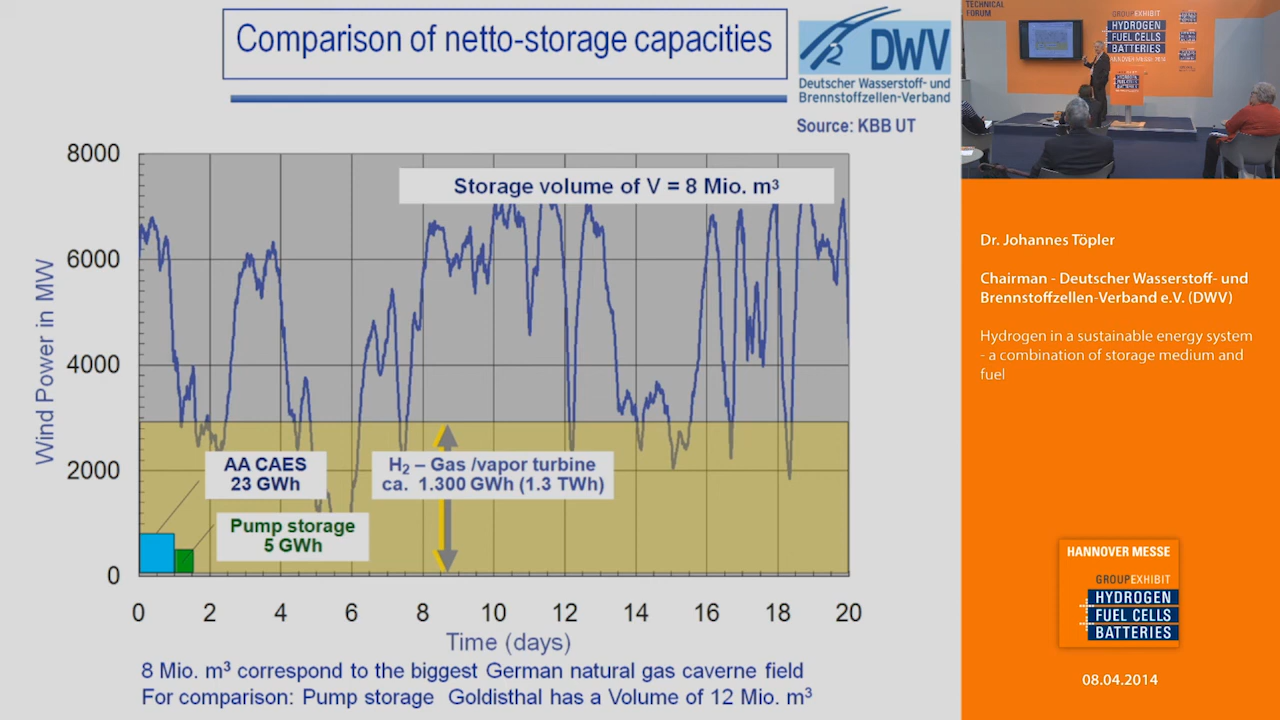 Comparison of netto-storage capacities
DWV
H2
Deutscher Wasserstoff- und
Brennstoffzellen-Verband
Source: KBB UT
Storage volume of V = 8 Mio. m³
Wind Power in MW
8000
6000
4000
2000
0
AA CAES
23 GWh
H₂ – Gas /vapor turbine
ca. 1.300 GWh (1.3 TWh)
Pump storage
5 GWh
0 2 4 6 8 10 12 14 16 18 20
Time (days)
8 Mio. m³ correspond to the biggest German natural gas caverne field
For comparison: Pump storage Goldisthal has a Volume of 12 Mio. m³
TECHNICAL
FORUM
GROUPEXHIBIT
HYDROGEN
FUEL CELLS
BATTERIES
Dr. Johannes Töpler
Chairman - Deutscher Wasserstoff- und
Brennstoffzellen-Verband e.V. (DWV)
Hydrogen in a sustainable energy system
- a combination of storage medium and
fuel
HANNOVER MESSE
GROUPEXHIBIT
HYDROGEN
FUEL CELLS
BATTERIES
08.04.2014